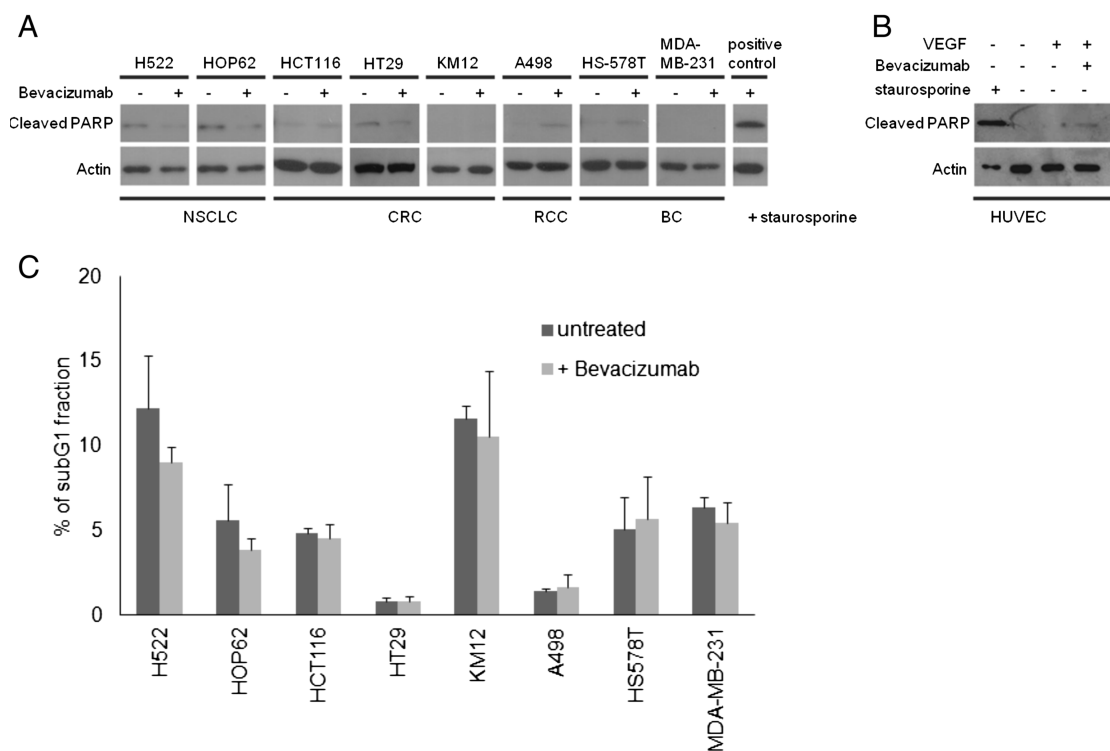 A
H522 HOP62 HCT116 HT29 KM12 A498 HS-578T MDA-MB-231 positive control
Bevacizumab - + - + - + - + - + - + - + - + +
Cleaved PARP
Actin
NSCLC CRC RCC BC + staurosporine
B
VEGF - - + +
Bevacizumab - - - +
staurosporine + - - -
Cleaved PARP
Actin
HUVEC
C
20
15
10
5
0
% of subG1 fraction
untreated
+ Bevacizumab
H522 HOP62 HCT116 HT29 KM12 A498 HS578T MDA-MB-231